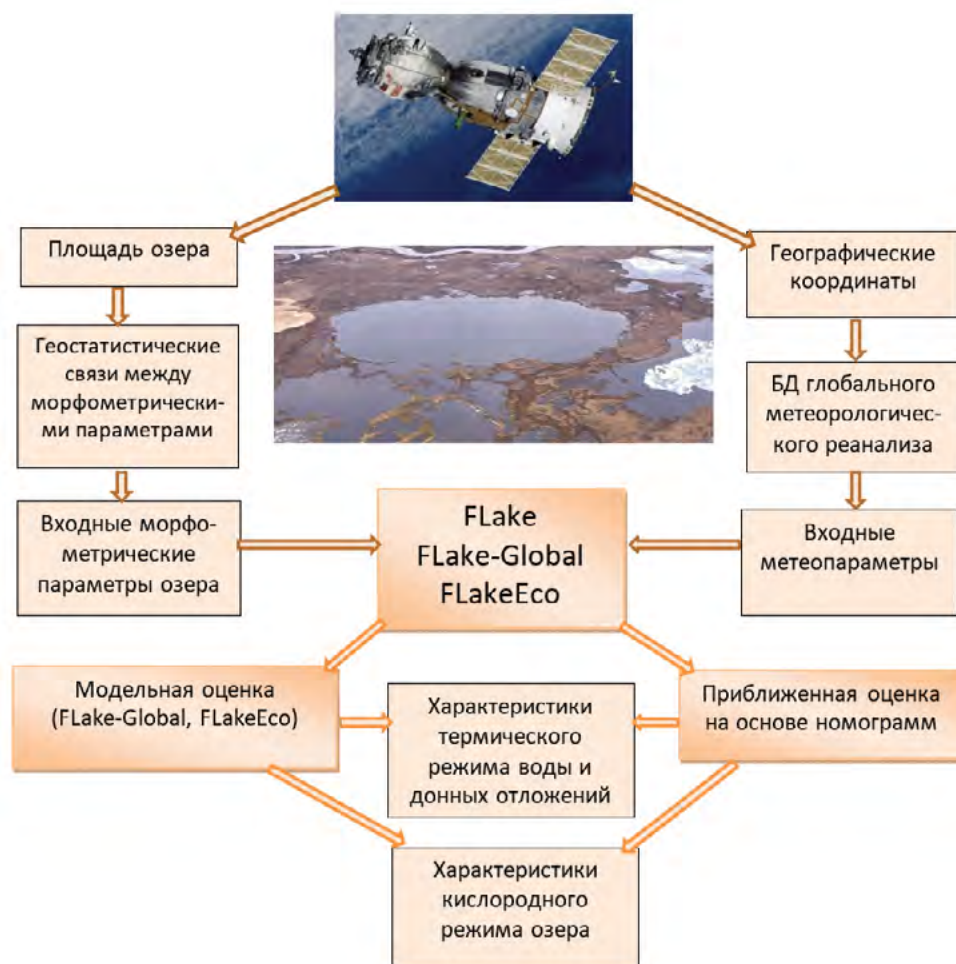 Площадь озера
Географические
координаты
Геостатистические
связи между
морфометрически-
ми параметрами
БД глобального
метеорологичес-
кого реанализа
Входные морфо-
метрические
параметры озера
FLake
FLake-Global
FLakeEco
Входные
метеопараметры
Модельная оценка
(FLake-Global, FLakeEco)
Характеристики
термического
режима воды и
донных отложений
Приближенная оценка
на основе номограмм
Характеристики
кислородного
режима озера